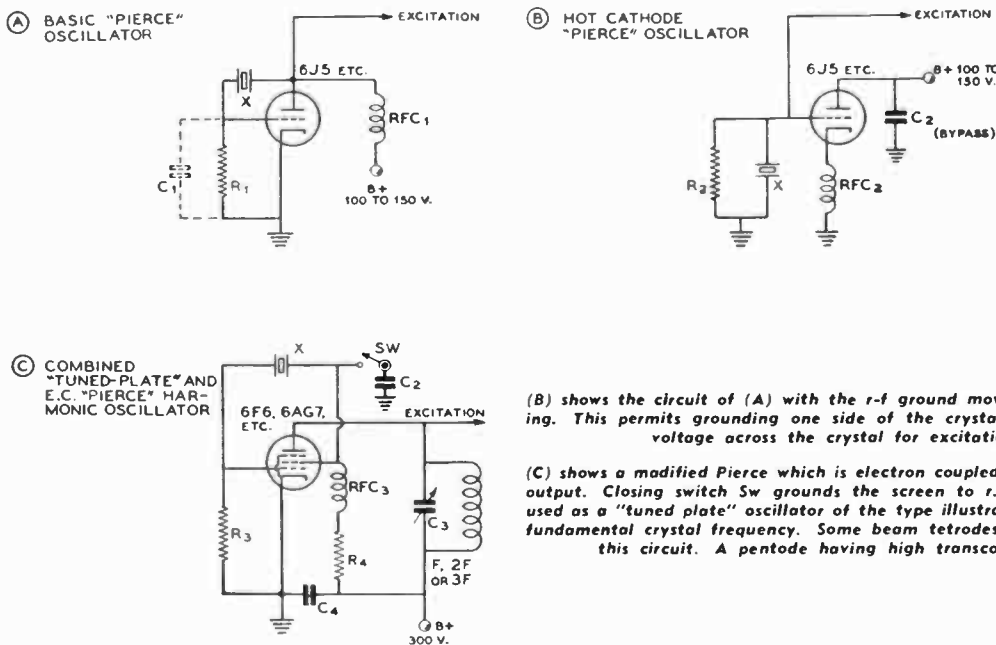 A BASIC "PIERCE"
OSCILLATOR
EXCITATION
6J5 ETC.
X
RFC1
C1
R1
B+
100 TO 150 V.
B HOT CATHODE
"PIERCE" OSCILLATOR
EXCITATION
6J5 ETC.
B+ 100 TO
150 V.
C2
(BYPASS)
R2
X
RFC2
C COMBINED
"TUNED-PLATE" AND
E.C. "PIERCE" HAR-
MONIC OSCILLATOR
X
SW
C2
6F6, 6AG7,
ETC.
EXCITATION
RFC3
C3
R3
R4
F, 2F
OR 3F
C4
B+
300 V.
(B) shows the circuit of (A) with the r-f ground mov
ing. This permits grounding one side of the crysta
voltage across the crystal for excitati
(C) shows a modified Pierce which is electron coupled
output. Closing switch Sw grounds the screen to r.
used as a "tuned plate" oscillator of the type illustra
fundamental crystal frequency. Some beam tetrodes
this circuit. A pentode having high transco